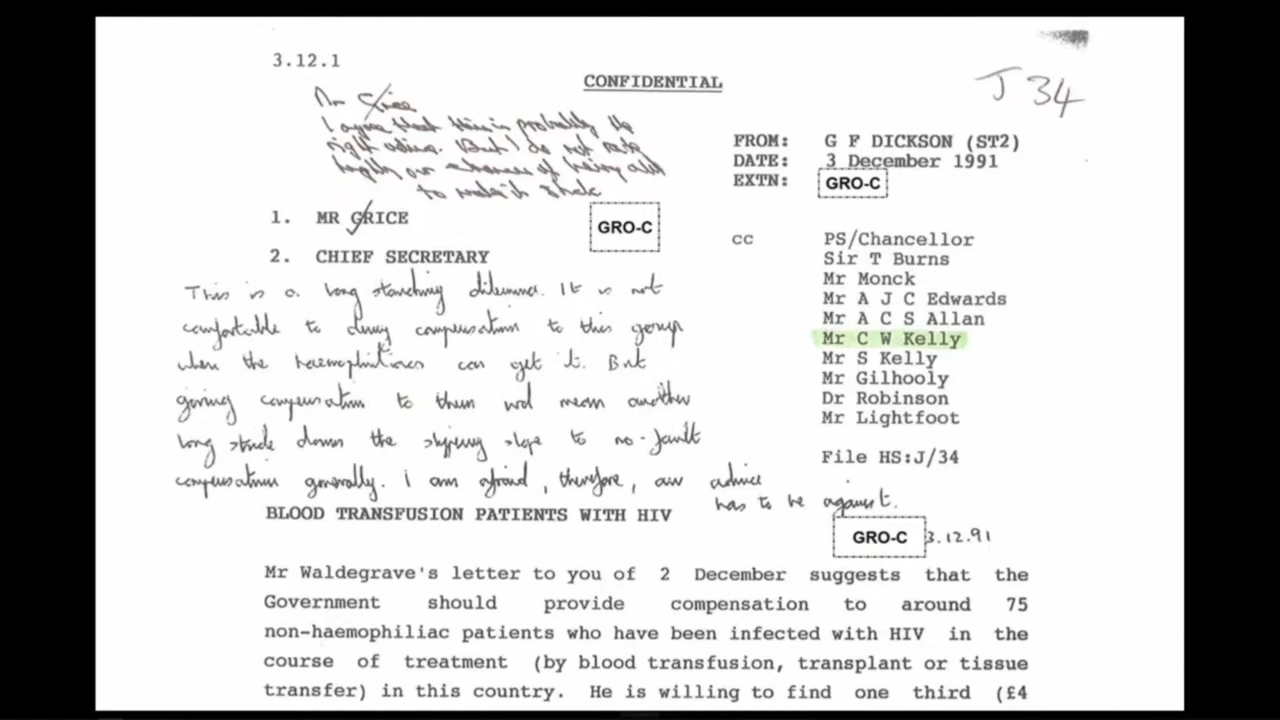 3.12.1
CONFIDENTIAL
J 34
Mr Grice
I agree that this is probably the
right advice. But I do not rate
highly our chances of being able
to make it stick
FROM: G F DICKSON (ST2)
DATE: 3 December 1991
EXTN: GRO-C
1. MR GRICE
GRO-C
2. CHIEF SECRETARY
cc PS/Chancellor
Sir T Burns
Mr Monck
Mr A J C Edwards
Mr A C S Allan
Mr C W Kelly
Mr S Kelly
Mr Gilhooly
Dr Robinson
Mr Lightfoot
File HS:J/34
This is a long standing dilemma. It is not
comfortable to deny compensation to this group
when the haemophiliacs can get it. But
giving compensation to them wd mean another
long stride down the slippery slope to no-fault
compensation generally. I am afraid, therefore, our advice
has to be against.
GRO-C 3.12.91
BLOOD TRANSFUSION PATIENTS WITH HIV
Mr Waldegrave's letter to you of 2 December suggests that the
Government should provide compensation to around 75
non-haemophiliac patients who have been infected with HIV in the
course of treatment (by blood transfusion, transplant or tissue
transfer) in this country. He is willing to find one third (£4